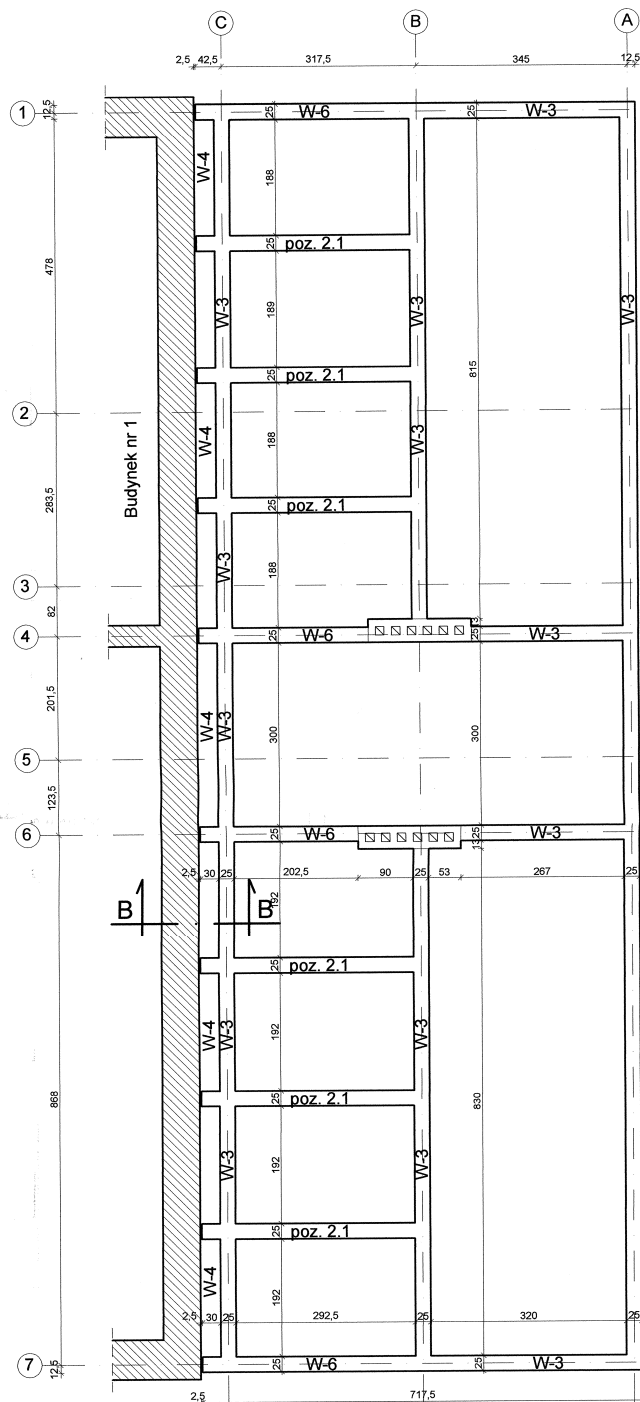 C B A
2,5 42,5 317,5 345 12,5
12,5
1
25 W-6 25 W-3
W-4
188
25 poz. 2.1
478
W-3 189 W-3 W-3
815
25 poz. 2.1
2
W-4 188 W-3
Budynek nr 1
283,5
25 poz. 2.1
W-3 188
3
82
13
4
25 W-6 25 W-3
201,5
W-4 W-3 300 300
5
123,5
6
25 W-6 25 W-3
13
2,5 30 25 202,5 90 25 53 267 25
192
B B
25 poz. 2.1
W-4 W-3 192 W-3
868
830
25 poz. 2.1
W-3 192 W-3
25 poz. 2.1
W-4 192
2,5 30 25 292,5 25 320 25
7
12,5
25 W-6 25 W-3
2,5 717,5